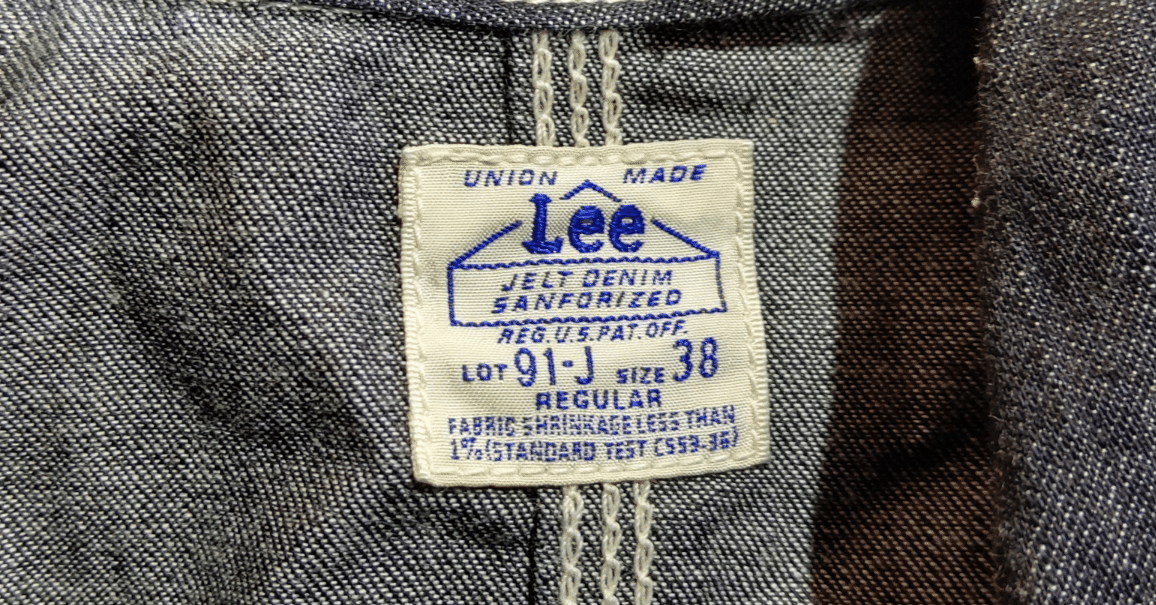 UNION MADE
Lee
JELT DENIM
SANFORIZED
REG.U.S.PAT.OFF.
LOT 91-J SIZE 38
REGULAR
FABRIC SHRINKAGE LESS THAN
1% (STANDARD TEST CS59-36)